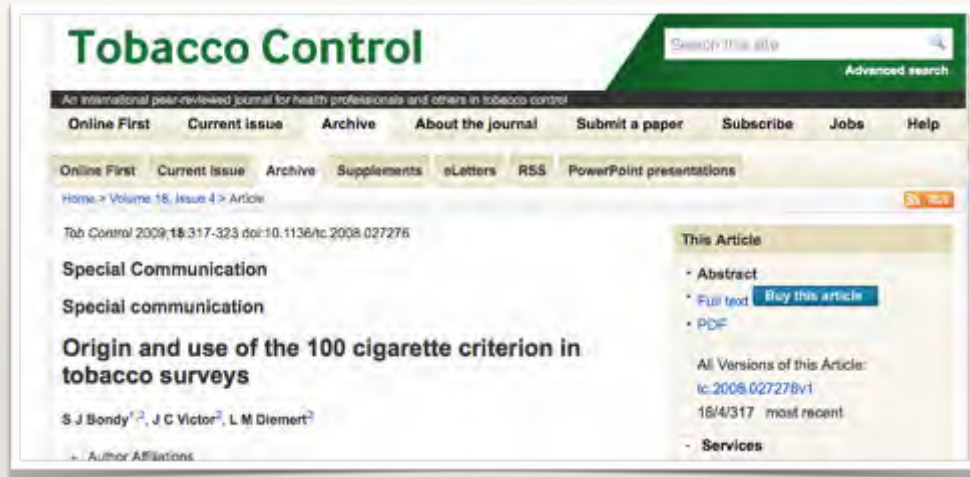 Tobacco Control
Search this site
Advanced search
An international peer-reviewed journal for health professionals and others in tobacco control
Online First Current issue Archive About the journal Submit a paper Subscribe Jobs Help
Online First Current Issue Archive Supplements eLetters RSS PowerPoint presentations
Home > Volume 18, Issue 4 > Article
RSS
Tob Control 2009;18:317-323 doi:10.1136/tc.2008.027276
Special Communication
Special communication
Origin and use of the 100 cigarette criterion in
tobacco surveys
S J Bondy1,2, J C Victor2, L M Diemert2
+ Author Affiliations
This Article
Abstract
Full text Buy this article
PDF
All Versions of this Article:
tc.2008.027276v1
18/4/317 most recent
- Services